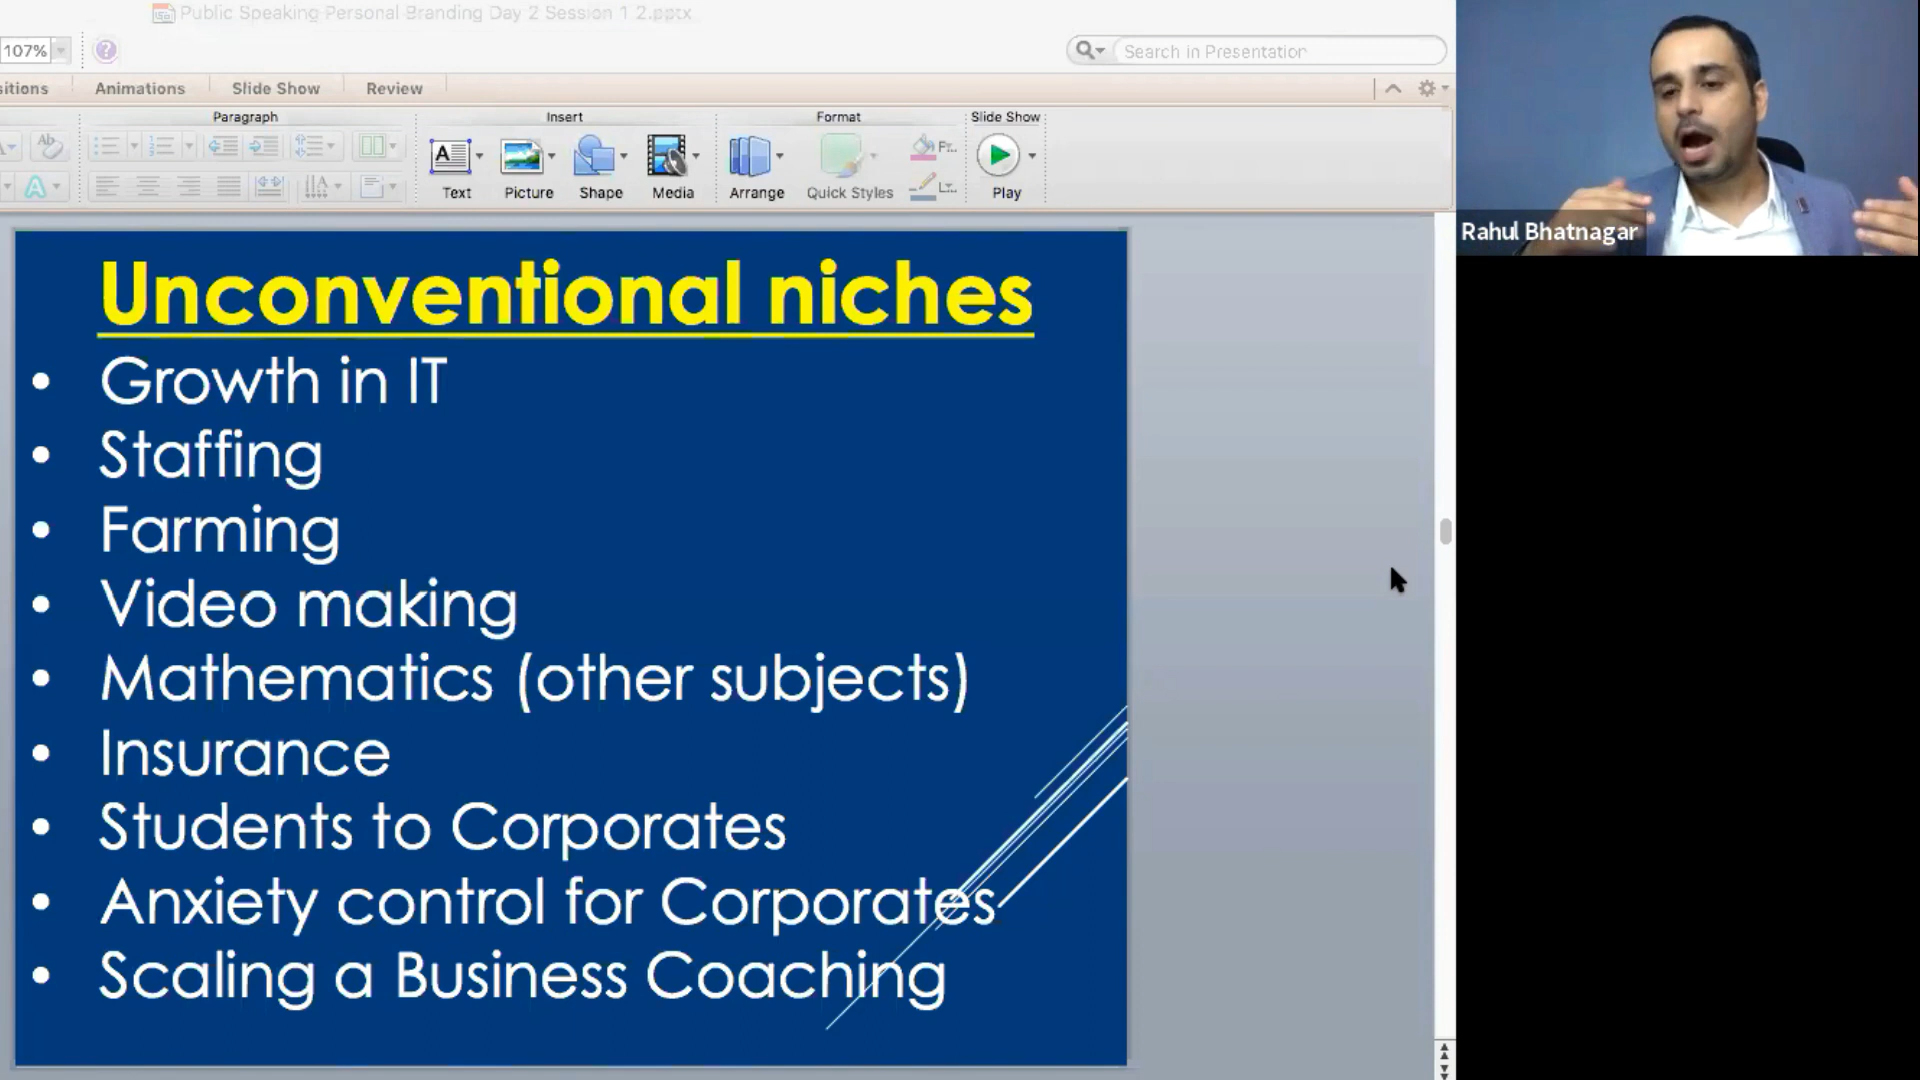 Public Speaking Personal Branding Day 2 Session 1 2.pptx
107%
?
Search in Presentation
sitions
Animations
Slide Show
Review
Paragraph
Insert
Format
Slide Show
Text
Picture
Shape
Media
Arrange
Quick Styles
Play
Rahul Bhatnagar
Unconventional niches
• Growth in IT
• Staffing
• Farming
• Video making
• Mathematics (other subjects)
• Insurance
• Students to Corporates
• Anxiety control for Corporates
• Scaling a Business Coaching